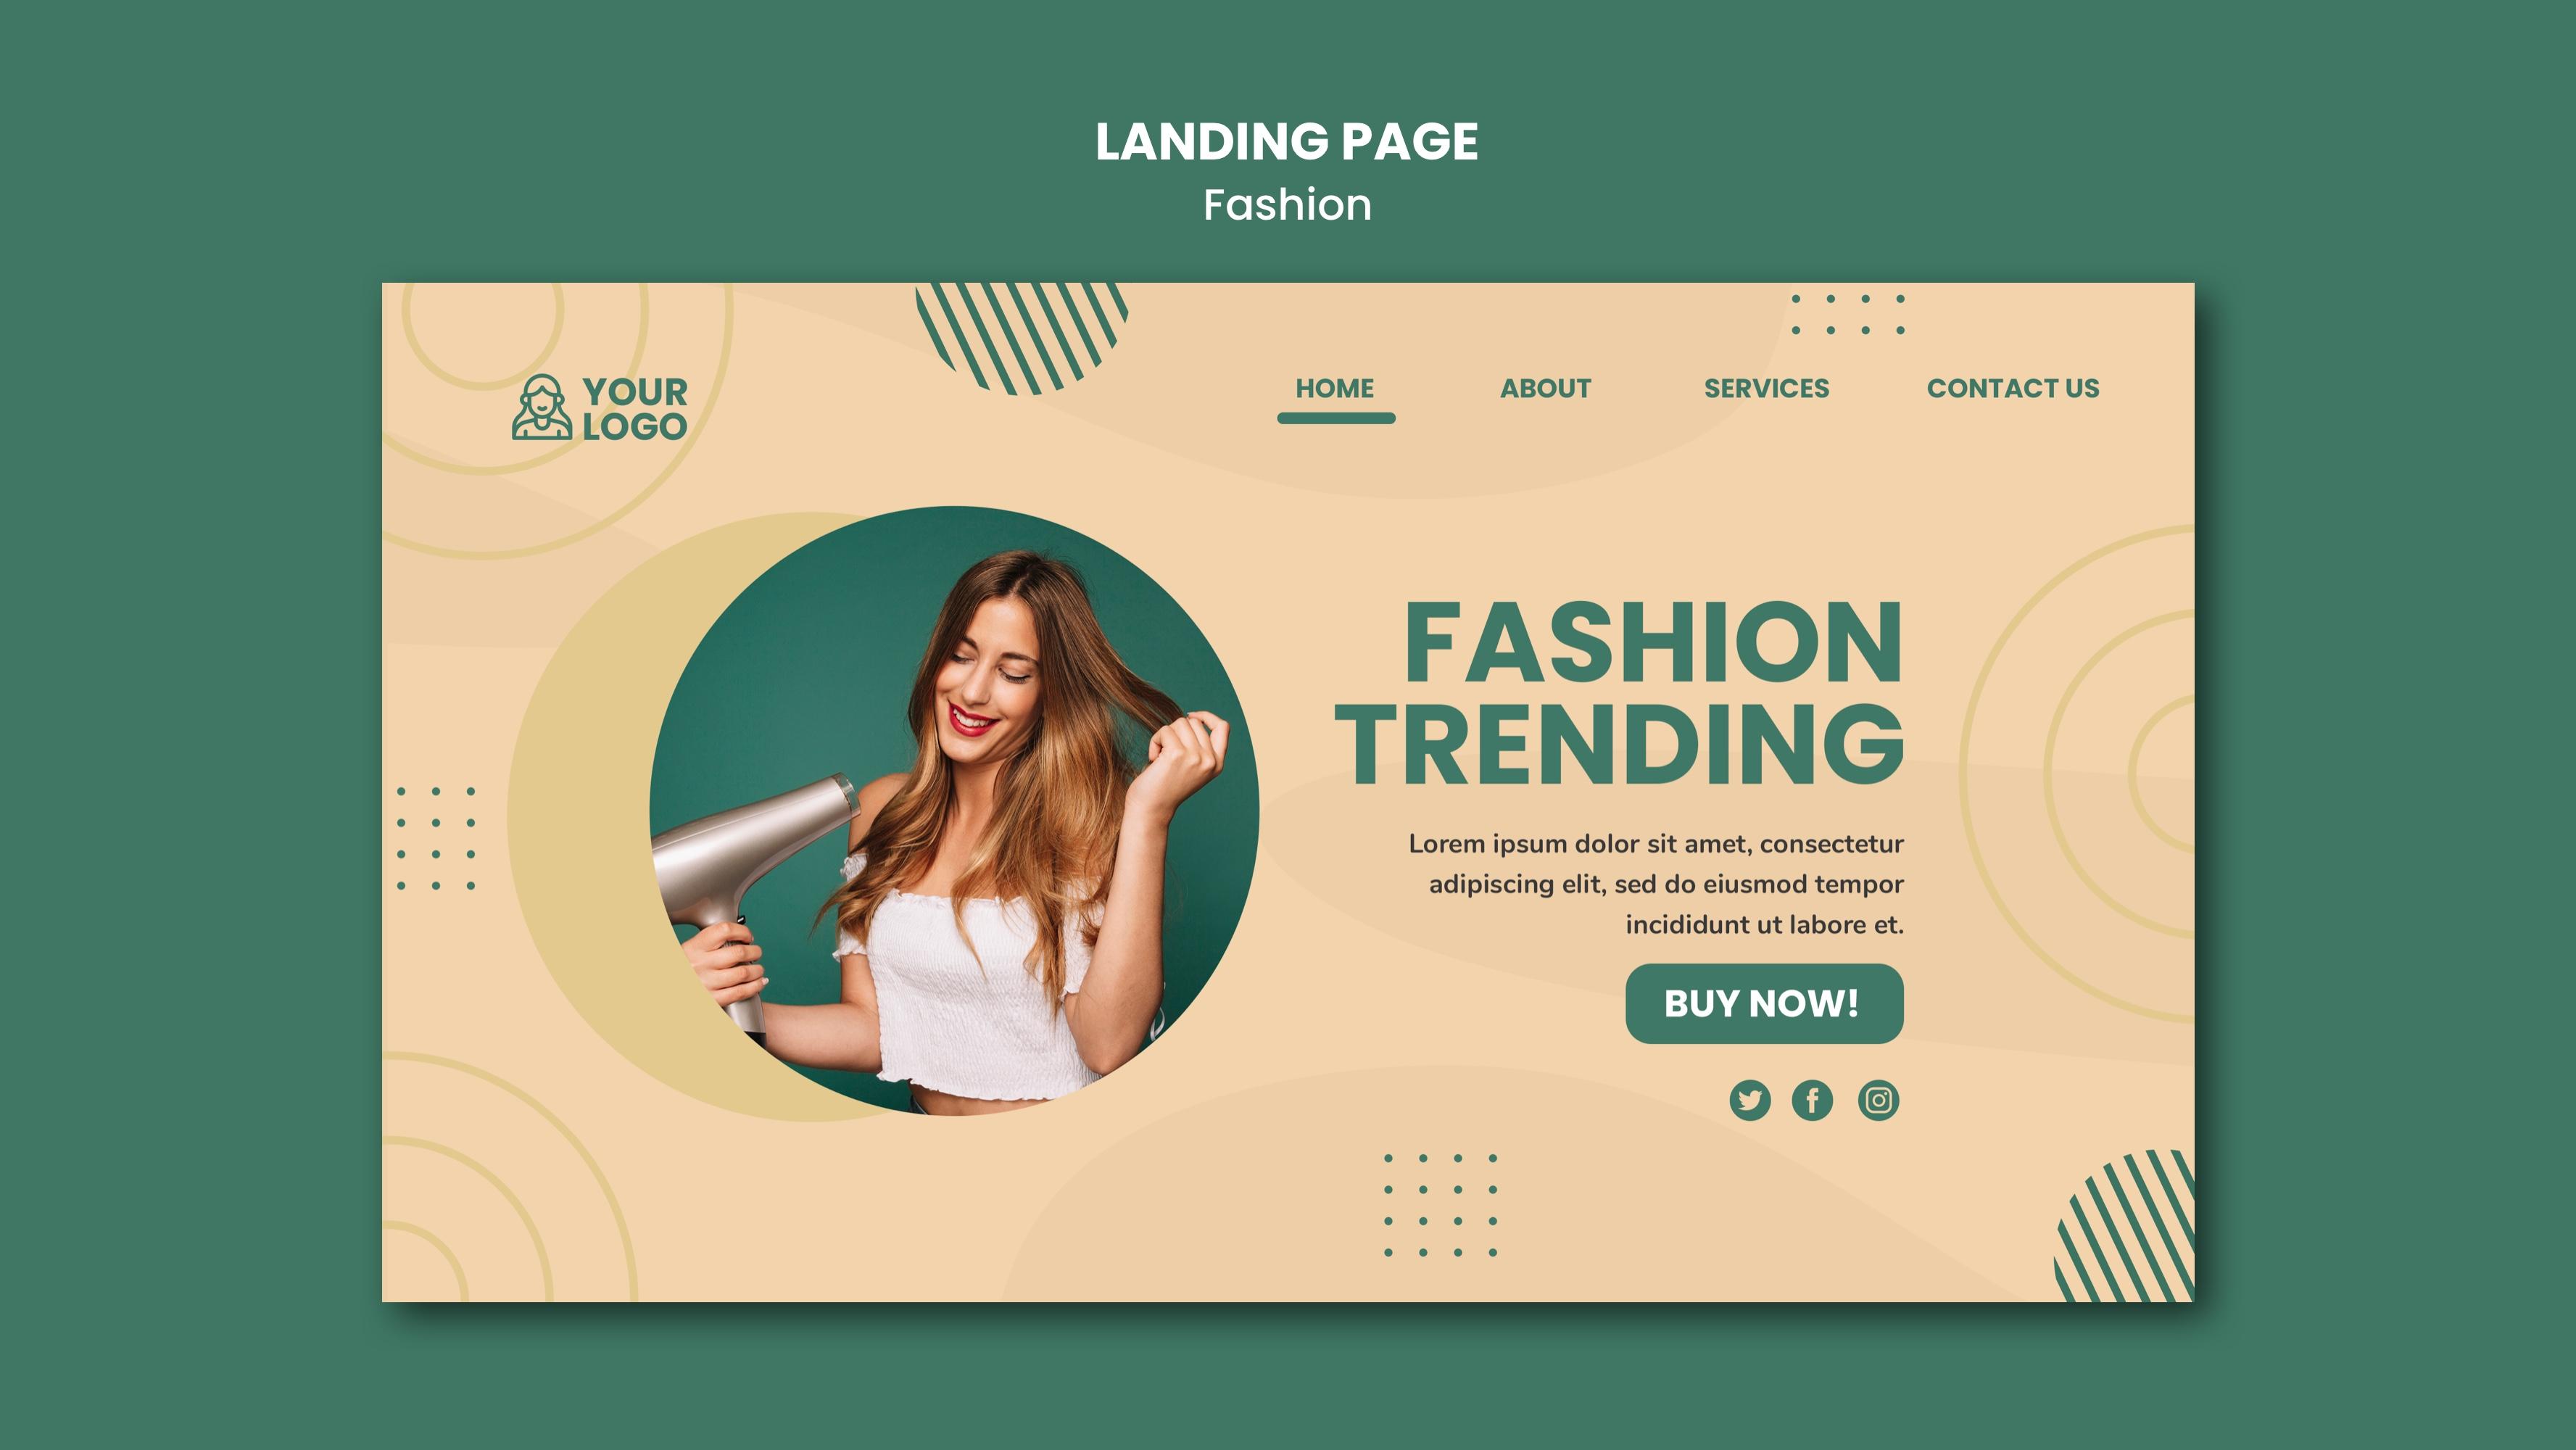 LANDING PAGE
Fashion
YOUR
LOGO
HOME ABOUT SERVICES CONTACT US
FASHION
TRENDING
Lorem ipsum dolor sit amet, consectetur
adipiscing elit, sed do eiusmod tempor
incididunt ut labore et.
BUY NOW!